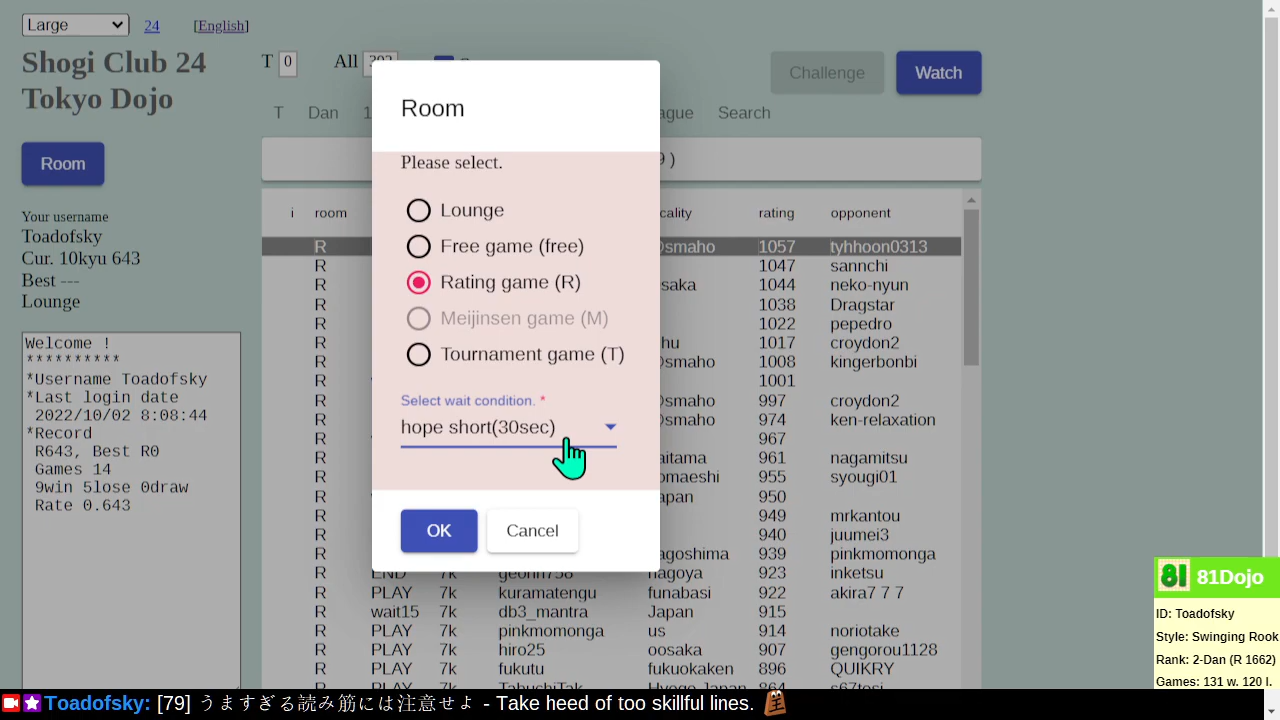 Large 24 [English]
Shogi Club 24
Tokyo Dojo
T 0 All
Challenge Watch
T Dan Search
Room
Room
Please select.
Lounge
Free game (free)
Rating game (R)
Meijinsen game (M)
Tournament game (T)
Select wait condition. *
hope short(30sec)
OK Cancel
Your username
Toadofsky
Cur. 10kyu 643
Best ---
Lounge
Welcome !
**********
*Username Toadofsky
*Last login date
2022/10/02 8:08:44
*Record
R643, Best R0
Games 14
9win 5lose 0draw
Rate 0.643
i room rating opponent
R 1057 tyhhoon0313
R 1047 sannchi
R 1044 neko-nyun
R 1038 Dragstar
R 1022 pepedro
R 1017 croydon2
R 1008 kingerbonbi
R 1001
R 997 croydon2
R 974 ken-relaxation
R 967
R 961 nagamitsu
R 955 syougi01
R 950
R 949 mrkantou
R 940 juumei3
R 939 pinkmomonga
R END 7k nagoya 923 inketsu
R PLAY 7k kuramatengu funabasi 922 akira7 7 7
R wait15 7k db3_mantra Japan 915
R PLAY 7k pinkmomonga us 914 noriotake
R PLAY 7k hiro25 oosaka 907 gengorou1128
R PLAY 7k fukutu fukuokaken 896 QUIKRY
81 81Dojo
ID: Toadofsky
Style: Swinging Rook
Rank: 2-Dan (R 1662)
Games: 131 w. 120 l.
Toadofsky: [79] うますぎる読み筋には注意せよ - Take heed of too skillful lines.